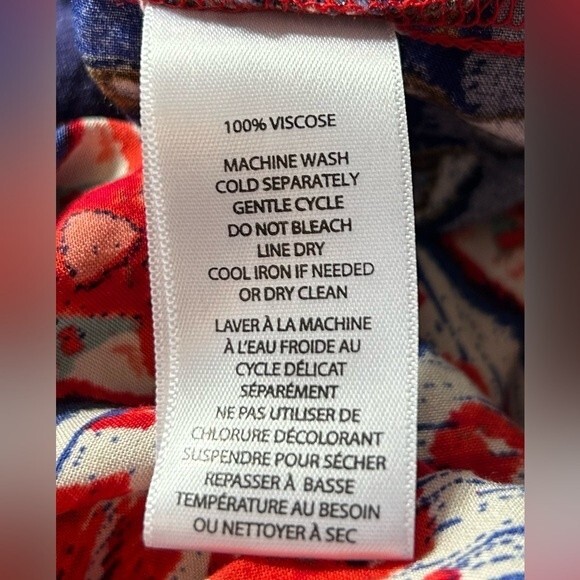 100% VISCOSE
MACHINE WASH
COLD SEPARATELY
GENTLE CYCLE
DO NOT BLEACH
LINE DRY
COOL IRON IF NEEDED
OR DRY CLEAN
LAVER À LA MACHINE
À L'EAU FROIDE AU
CYCLE DÉLICAT
SÉPARÉMENT
NE PAS UTILISER DE
CHLORURE DÉCOLORANT
SUSPENDRE POUR SÉCHER
REPASSER À BASSE
TEMPÉRATURE AU BESOIN
OU NETTOYER À SEC